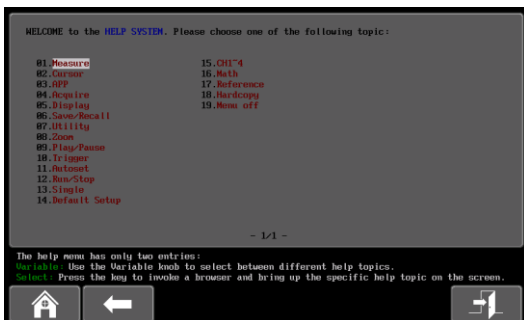 WELCOME to the HELP SYSTEM. Please choose one of the following topic:
01.Measure
02.Cursor
03.APP
04.Acquire
05.Display
06.Save/Recall
07.Utility
08.Zoom
09.Play/Pause
10.Trigger
11.Autoset
12.Run/Stop
13.Single
14.Default Setup
15.CH1~4
16.Math
17.Reference
18.Hardcopy
19.Menu off
- 1/1 -
The help menu has only two entries:
Variable: Use the Variable knob to select between different help topics.
Select: Press the key to invoke a browser and bring up the specific help topic on the screen.